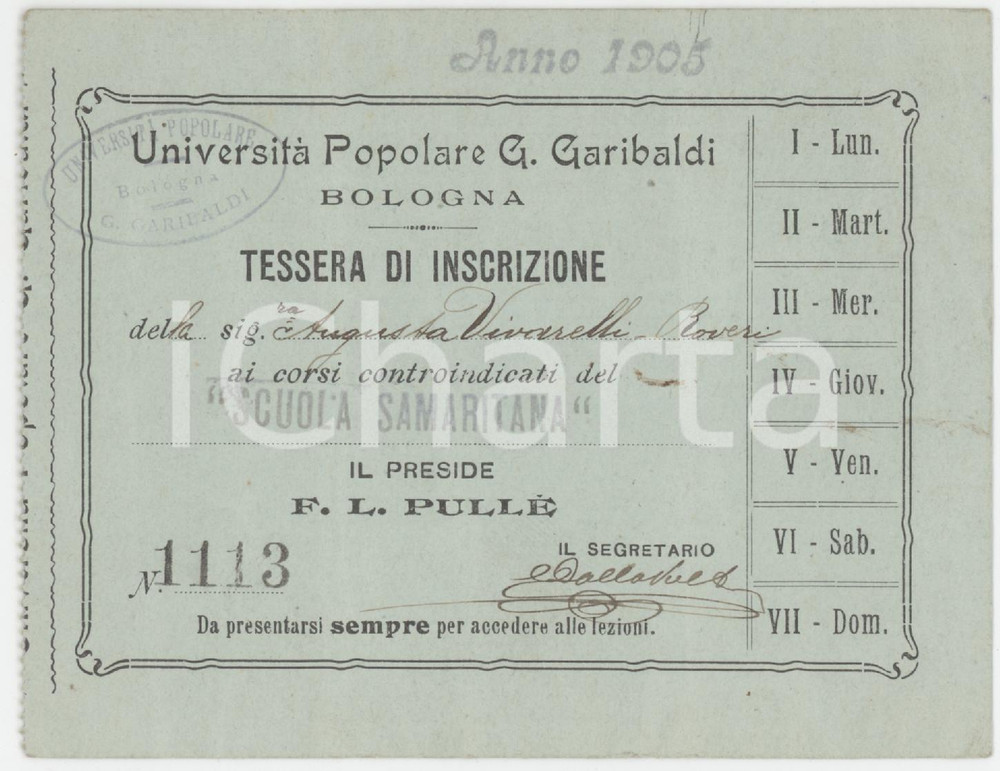 Anno 1905
UNIVERSITÀ POPOLARE
Bologna
G. GARIBALDI
Università Popolare G. Garibaldi
BOLOGNA
TESSERA DI INSCRIZIONE
della sig.ra Augusta Vivarelli Roveri
ai corsi controindicati del
"SCUOLA SAMARITANA"
IL PRESIDE
F. L. PULLÈ
N. 1113
IL SEGRETARIO
Da presentarsi sempre per accedere alle lezioni.
I - Lun.
II - Mart.
III - Mer.
IV - Giov.
V - Ven.
VI - Sab.
VII - Dom.
iCharta